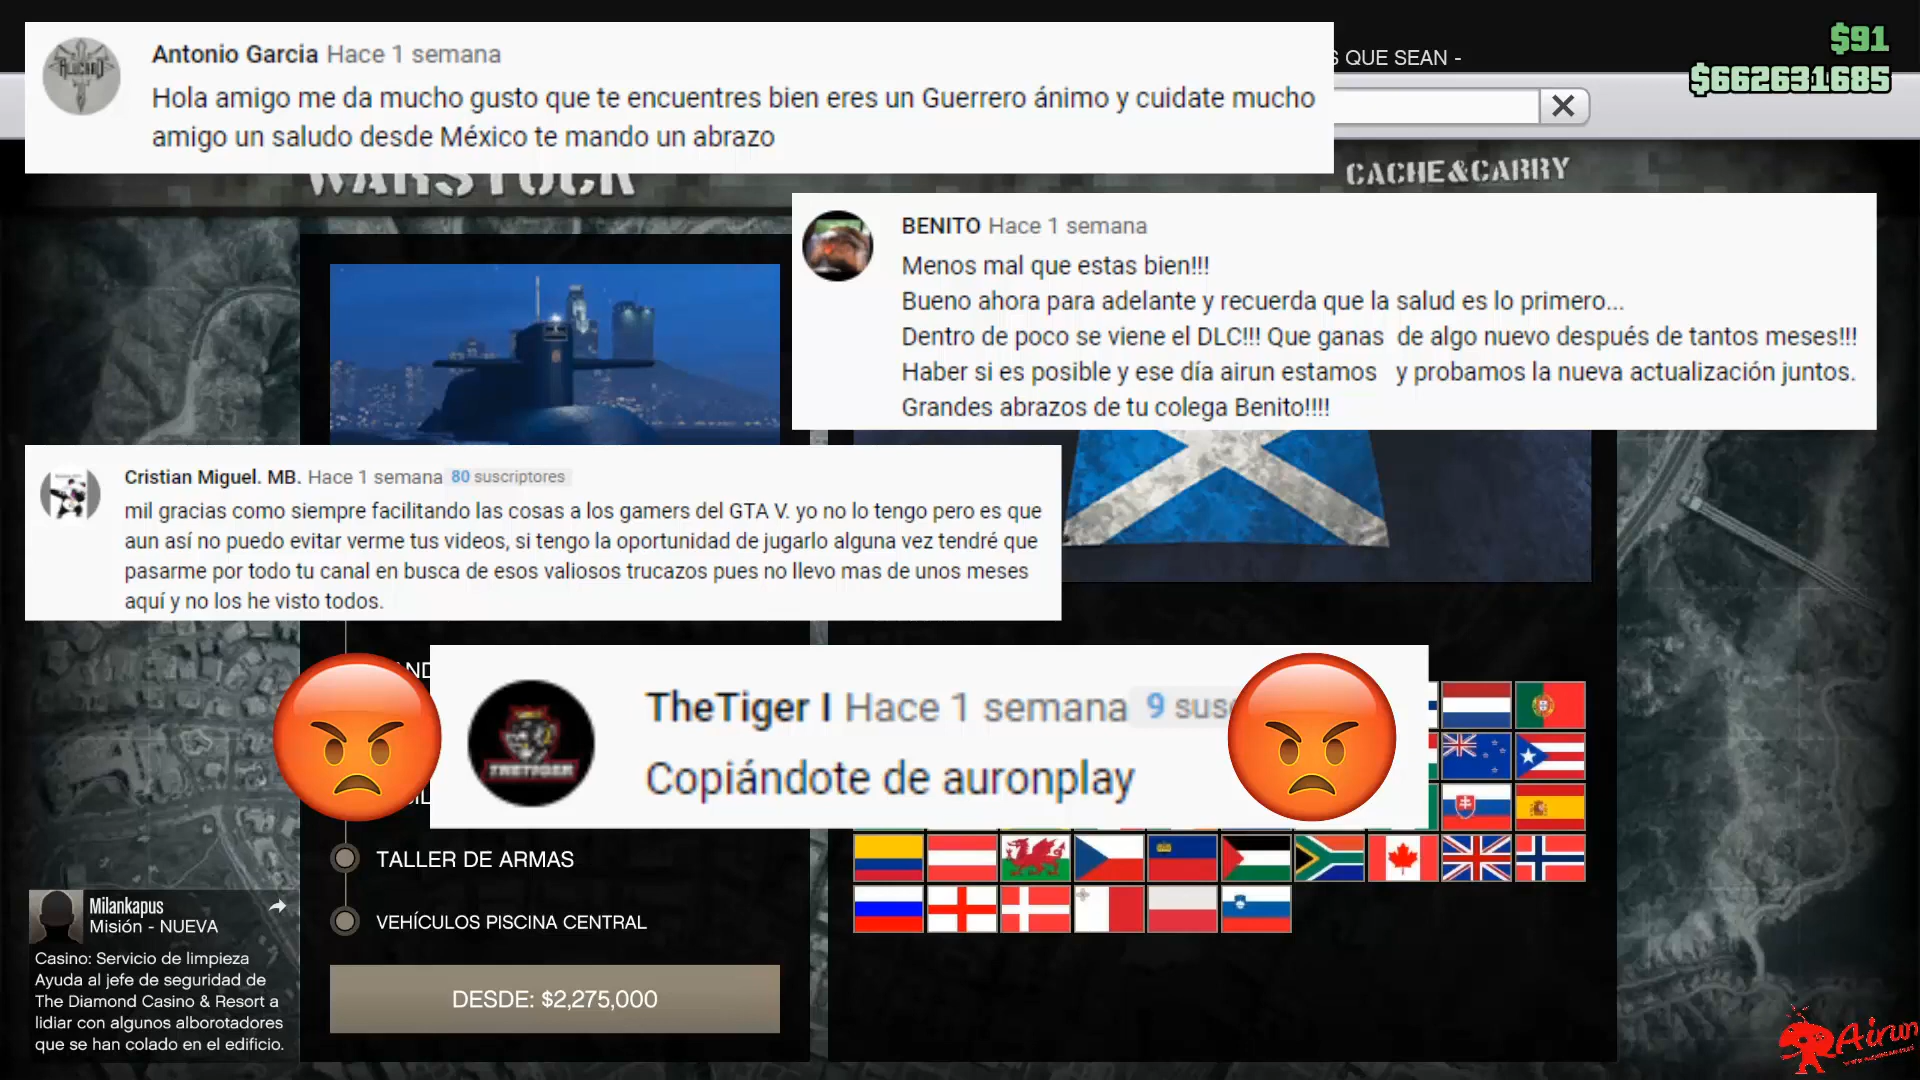 $91
S QUE SEAN -
$662631685
Antonio Garcia Hace 1 semana
Hola amigo me da mucho gusto que te encuentres bien eres un Guerrero ánimo y cuidate mucho
amigo un saludo desde México te mando un abrazo
WARSTOCK
CACHE&CARRY
BENITO Hace 1 semana
Menos mal que estas bien!!!
Bueno ahora para adelante y recuerda que la salud es lo primero...
Dentro de poco se viene el DLC!!! Que ganas de algo nuevo después de tantos meses!!!
Haber si es posible y ese día airun estamos y probamos la nueva actualización juntos.
Grandes abrazos de tu colega Benito!!!!
Cristian Miguel. MB. Hace 1 semana 80 suscriptores
mil gracias como siempre facilitando las cosas a los gamers del GTA V. yo no lo tengo pero es que
aun así no puedo evitar verme tus videos, si tengo la oportunidad de jugarlo alguna vez tendré que
pasarme por todo tu canal en busca de esos valiosos trucazos pues no llevo mas de unos meses
aquí y no los he visto todos.
TheTiger I Hace 1 semana 9 susc
Copiándote de auronplay
THETIGER
TALLER DE ARMAS
VEHÍCULOS PISCINA CENTRAL
DESDE: $2,275,000
Milankapus
Misión - NUEVA
Casino: Servicio de limpieza
Ayuda al jefe de seguridad de
The Diamond Casino & Resort a
lidiar con algunos alborotadores
que se han colado en el edificio.
Airun